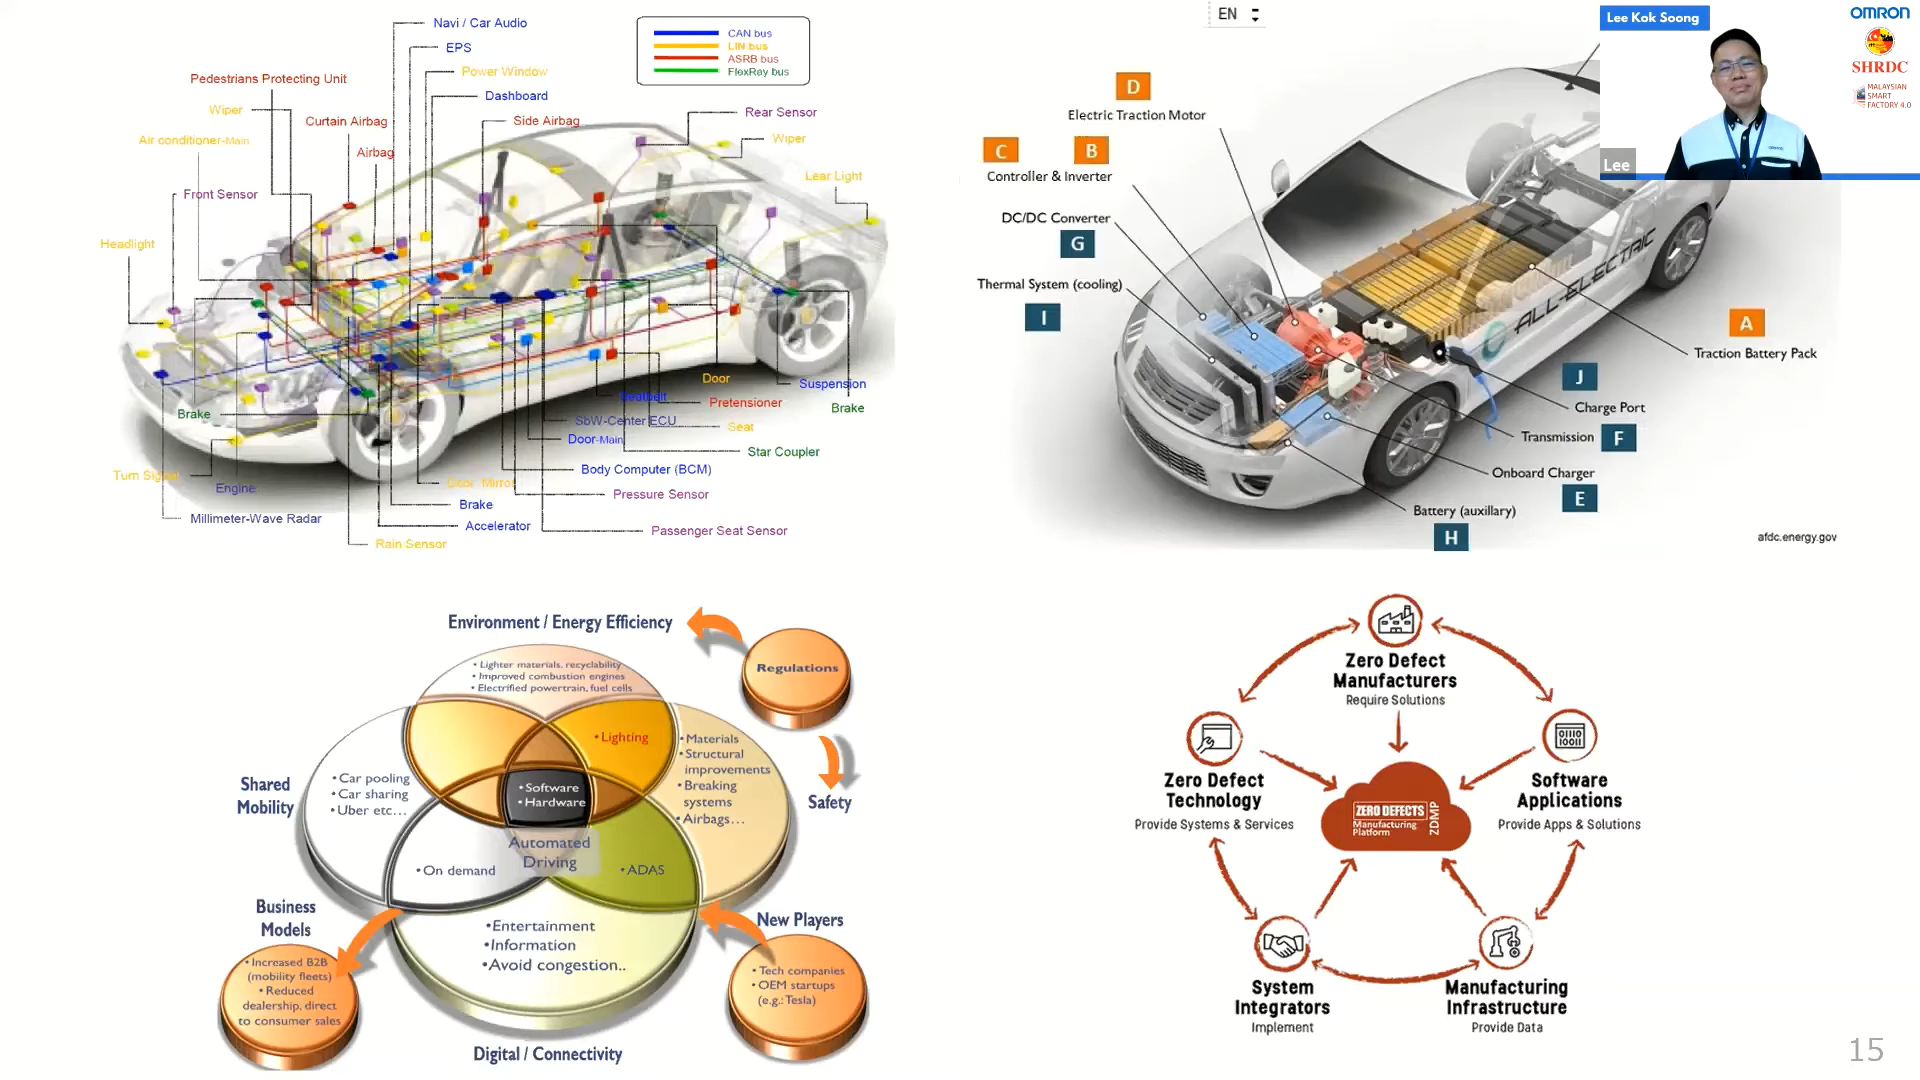 Navi / Car Audio
EPS
Power Window
Dashboard
Pedestrians Protecting Unit
Wiper
Curtain Airbag
Side Airbag
Air conditioner-Main
Airbag
Front Sensor
Headlight
CAN bus
LIN bus
ASRB bus
FlexRay bus
Rear Sensor
Wiper
Lear Light
Door
Suspension
Brake
Pretensioner
SbW-Center ECU
Seat
Door-Main
Star Coupler
Body Computer (BCM)
Pressure Sensor
Passenger Seat Sensor
Brake
Turn Signal
Engine
Millimeter-Wave Radar
Door Mirror
Brake
Accelerator
Rain Sensor
EN
D
Electric Traction Motor
C
B
Controller & Inverter
DC/DC Converter
G
Thermal System (cooling)
I
ALL-ELECTRIC
A
Traction Battery Pack
J
Charge Port
Transmission
F
Onboard Charger
E
Battery (auxillary)
H
afdc.energy.gov
Lee Kok Soong
Lee
OMRON
SHRDC
MALAYSIAN
SMART
FACTORY 4.0
Environment / Energy Efficiency
Regulations
• Lighter materials, recyclability
• Improved combustion engines
• Electrified powertrain, fuel cells
• Lighting
• Materials
• Structural
improvements
• Breaking
systems
• Airbags...
Safety
Shared
Mobility
• Car pooling
• Car sharing
• Uber etc...
• Software
• Hardware
Automated
Driving
• On demand
• ADAS
• Entertainment
• Information
• Avoid congestion..
Business
Models
• Increased B2B
(mobility fleets)
• Reduced
dealership, direct
to consumer sales
New Players
• Tech companies
• OEM startups
(e.g.: Tesla)
Digital / Connectivity
Zero Defect
Manufacturers
Require Solutions
Zero Defect
Technology
Provide Systems & Services
Software
Applications
Provide Apps & Solutions
ZERO DEFECTS
Manufacturing
Platform
ZDMP
System
Integrators
Implement
Manufacturing
Infrastructure
Provide Data
15